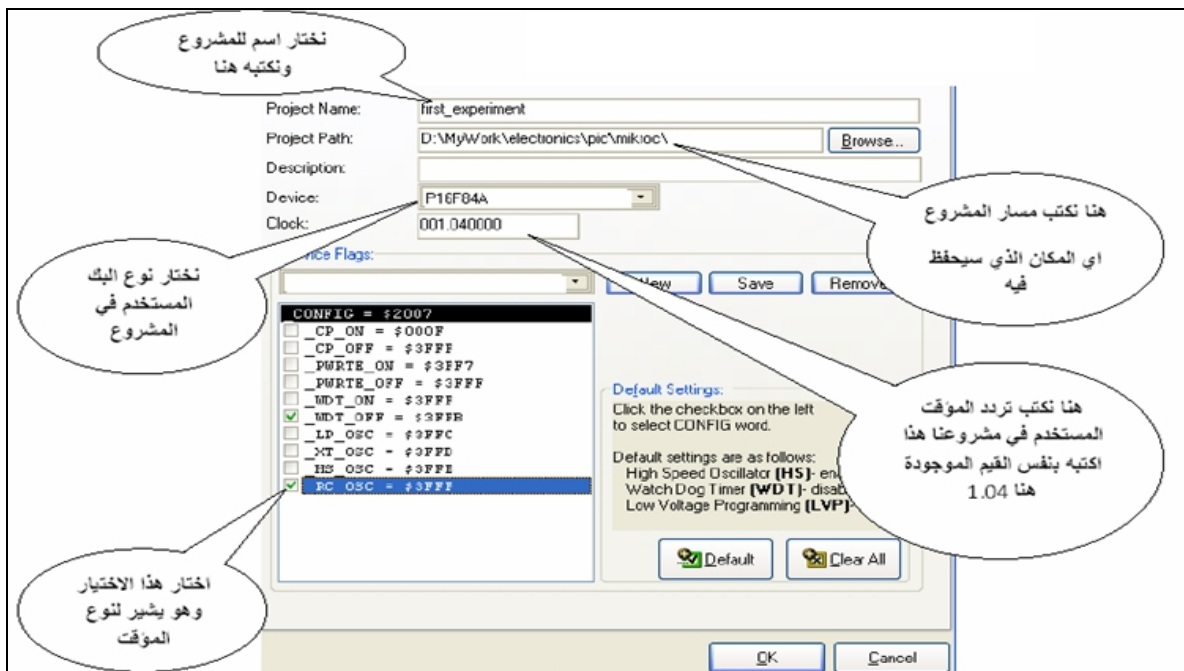 نختار اسم للمشروع
ونكتبه هنا
Project Name: first_experiment
Project Path: D:\MyWork\electronics\pic\mikroc\ Browse...
Description:
Device: P16F84A
Clock: 001.040000
هنا نكتب مسار المشروع
اي المكان الذي سيحفظ
فيه
نختار نوع البك
المستخدم في
المشروع
Flags:
Save Remove
_CONFIG = $2007
_CP_ON = $000F
_CP_OFF = $3FFF
_PWRTE_ON = $3FF7
_PWRTE_OFF = $3FFF
_WDT_ON = $3FFF
_WDT_OFF = $3FFB
_LP_OSC = $3FFC
_XT_OSC = $3FFD
_HS_OSC = $3FFE
_RC_OSC = $3FFF
Default Settings:
Click the checkbox on the left
to select CONFIG word.
Default settings are as follows:
High Speed Oscillator (HS)-
Watch Dog Timer (WDT)-
Low Voltage Programming (LVP)-
Default Clear All
هنا نكتب تردد المؤقت
المستخدم في مشروعنا هذا
اكتبه بنفس القيم الموجودة
هنا 1.04
اختار هذا الاختيار
وهو يشير لنوع
المؤقت
OK Cancel